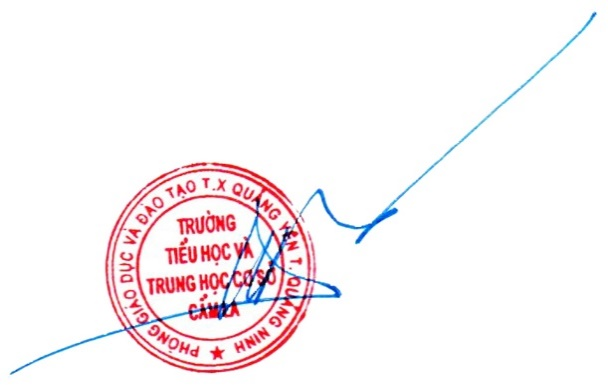 PHÒNG GIÁO DỤC VÀ ĐÀO TẠO T.X QUẢNG YÊN T. QUẢNG NINH
TRƯỜNG
TIỂU HỌC VÀ
TRUNG HỌC CƠ SỞ
CẨM LA